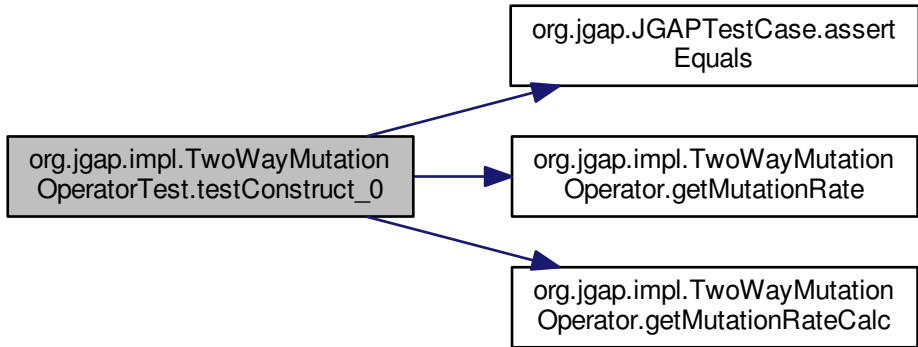 org.jgap.JGAPTestCase.assert
Equals
org.jgap.impl.TwoWayMutation
OperatorTest.testConstruct_0
org.jgap.impl.TwoWayMutation
Operator.getMutationRate
org.jgap.impl.TwoWayMutation
Operator.getMutationRateCalc